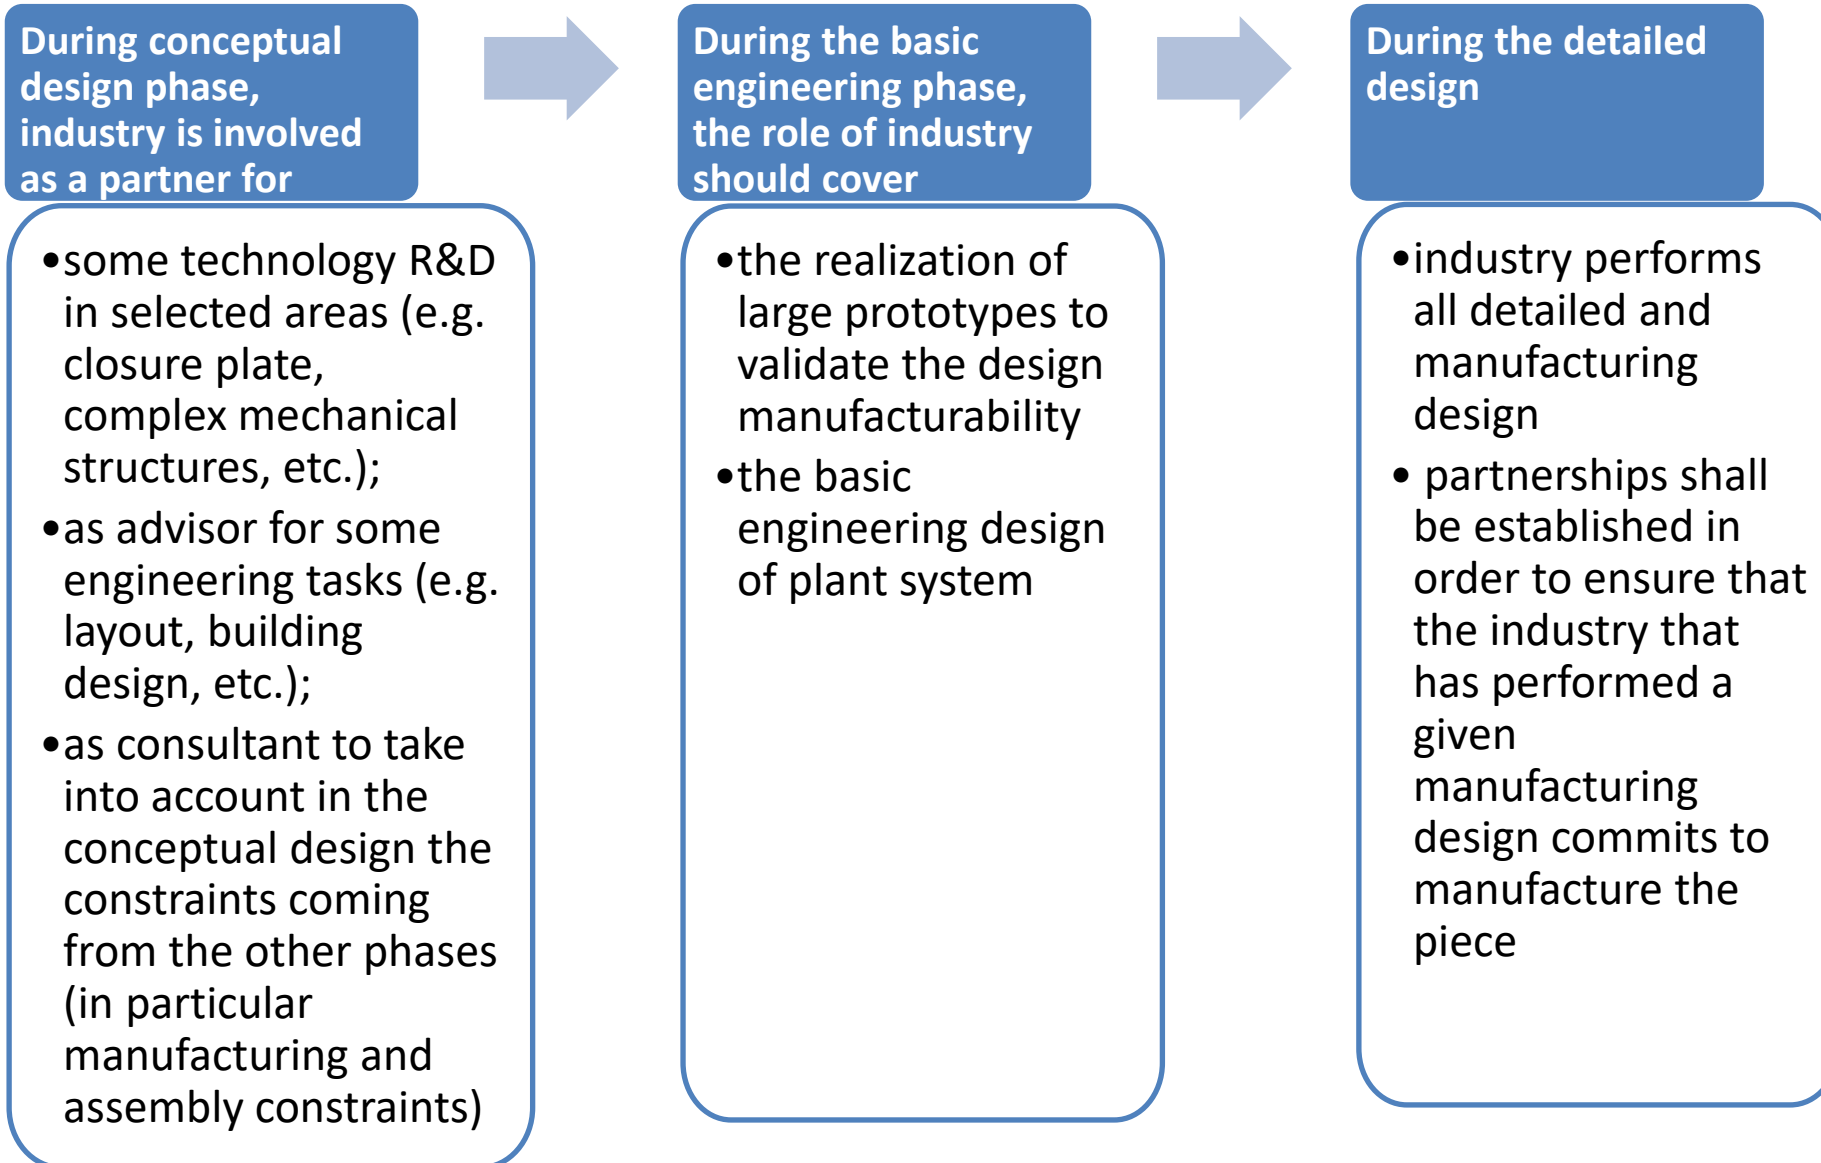 During conceptual
design phase,
industry is involved
as a partner for
•some technology R&D
in selected areas (e.g.
closure plate,
complex mechanical
structures, etc.);
•as advisor for some
engineering tasks (e.g.
layout, building
design, etc.);
•as consultant to take
into account in the
conceptual design the
constraints coming
from the other phases
(in particular
manufacturing and
assembly constraints)
During the basic
engineering phase,
the role of industry
should cover
•the realization of
large prototypes to
validate the design
manufacturability
•the basic
engineering design
of plant system
During the detailed
design
•industry performs
all detailed and
manufacturing
design
• partnerships shall
be established in
order to ensure that
the industry that
has performed a
given
manufacturing
design commits to
manufacture the
piece